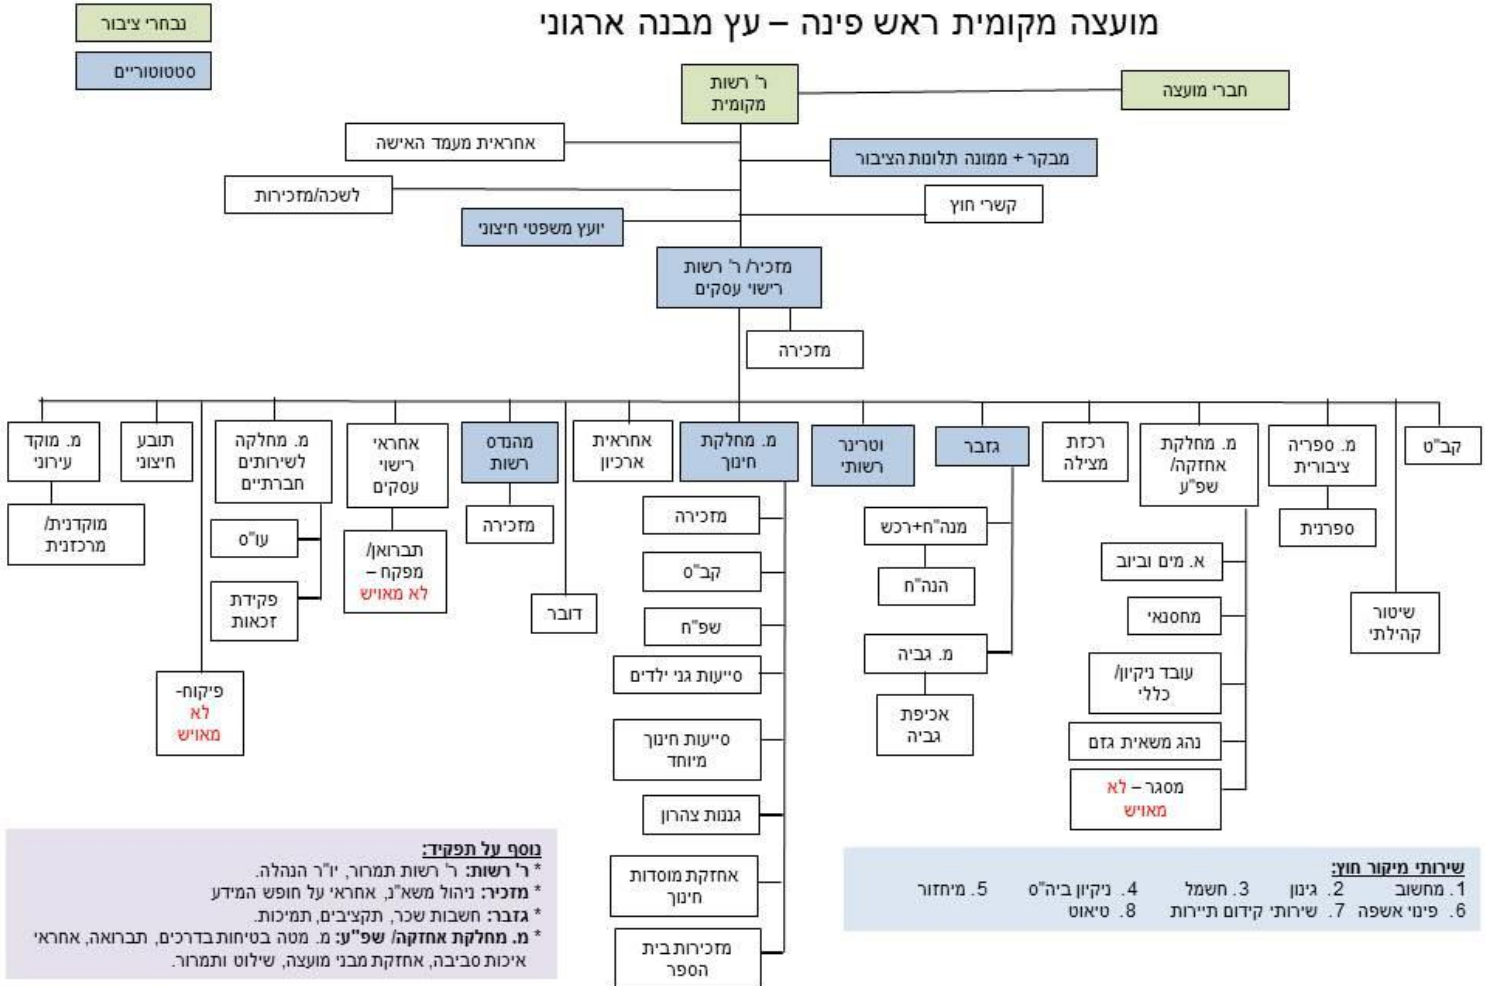 מועצה מקומית ראש פינה – עץ מבנה ארגוני
נבחרי ציבור
סטטוטוריים
ר' רשות
מקומית
חברי מועצה
אחראית מעמד האישה
מבקר + ממונה תלונות הציבור
לשכה/מזכירות
קשרי חוץ
יועץ משפטי חיצוני
מזכיר/ ר' רשות
רישוי עסקים
מזכירה
קב"ט
מ. ספריה
ציבורית
מ. מחלקת
אחזקה/
שפ"ע
רכזת
מצילה
גזבר
וטרינר
רשותי
מ. מחלקת
חינוך
אחראית
ארכיון
מהנדס
רשות
אחראי
רישוי
עסקים
מ. מחלקה
לשירותים
חברתיים
תובע
חיצוני
מ. מוקד
עירוני
שיטור
קהילתי
ספרנית
א. מים וביוב
מחסנאי
עובד ניקיון/
כללי
נהג משאית גזם
מסגר – לא
מאויש
מנה"ח+רכש
הנה"ח
מ. גביה
אכיפת
גביה
מזכירה
קב"ס
שפ"ח
סייעות גני ילדים
סייעות חינוך
מיוחד
גננות צהרון
אחזקת מוסדות
חינוך
מזכירות בית
הספר
דובר
מזכירה
תברואן/
מפקח –
לא מאויש
עו"ס
פקידת
זכאות
פיקוח-
לא
מאויש
מוקדנית/
מרכזנית
שירותי מיקור חוץ:
1. מחשוב 2. גינון 3. חשמל 4. ניקיון ביה"ס 5. מיחזור
6. פינוי אשפה 7. שירותי קידום תיירות 8. טיאוט
נוסף על תפקיד:
* ר' רשות: ר' רשות תמרור, יו"ר הנהלה.
* מזכיר: ניהול משא"נ, אחראי על חופש המידע
* גזבר: חשבות שכר, תקציבים, תמיכות.
* מ. מחלקת אחזקה/ שפ"ע: מ. מטה בטיחות בדרכים, תברואה, אחראי
איכות סביבה, אחזקת מבני מועצה, שילוט ותמרור.